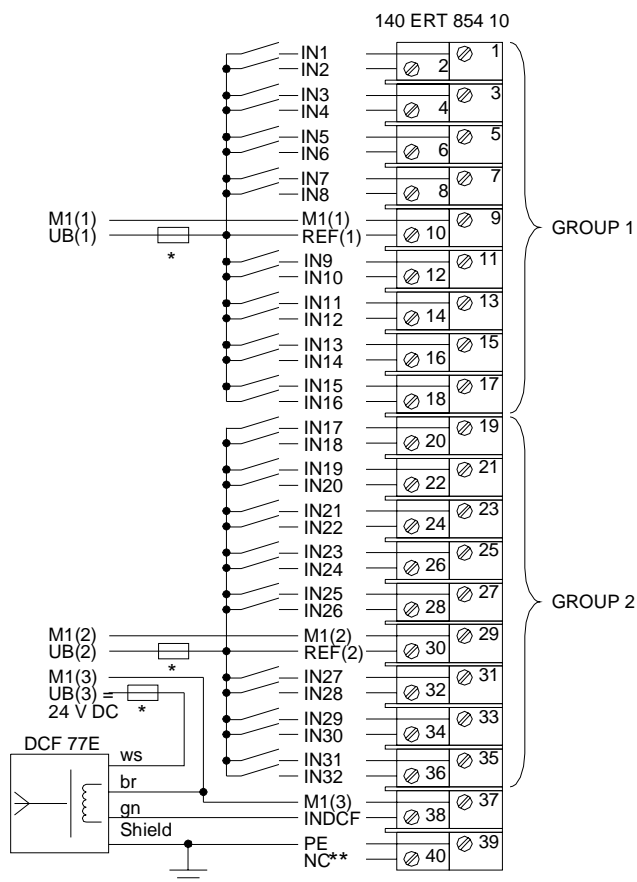 140 ERT 854 10
IN1 1
IN2 2
IN3 3
IN4 4
IN5 5
IN6 6
IN7 7
IN8 8
M1(1) M1(1) 9
UB(1) REF(1) 10
*
GROUP 1
IN9 11
IN10 12
IN11 13
IN12 14
IN13 15
IN14 16
IN15 17
IN16 18
IN17 19
IN18 20
IN19 21
IN20 22
IN21 23
IN22 24
IN23 25
IN24 26
IN25 27
IN26 28
GROUP 2
M1(2) M1(2) 29
UB(2) REF(2) 30
*
M1(3) IN27 31
UB(3) = IN28 32
24 V DC *
IN29 33
IN30 34
DCF 77E
ws IN31 35
IN32 36
br M1(3) 37
gn INDCF 38
Shield
PE 39
NC** 40